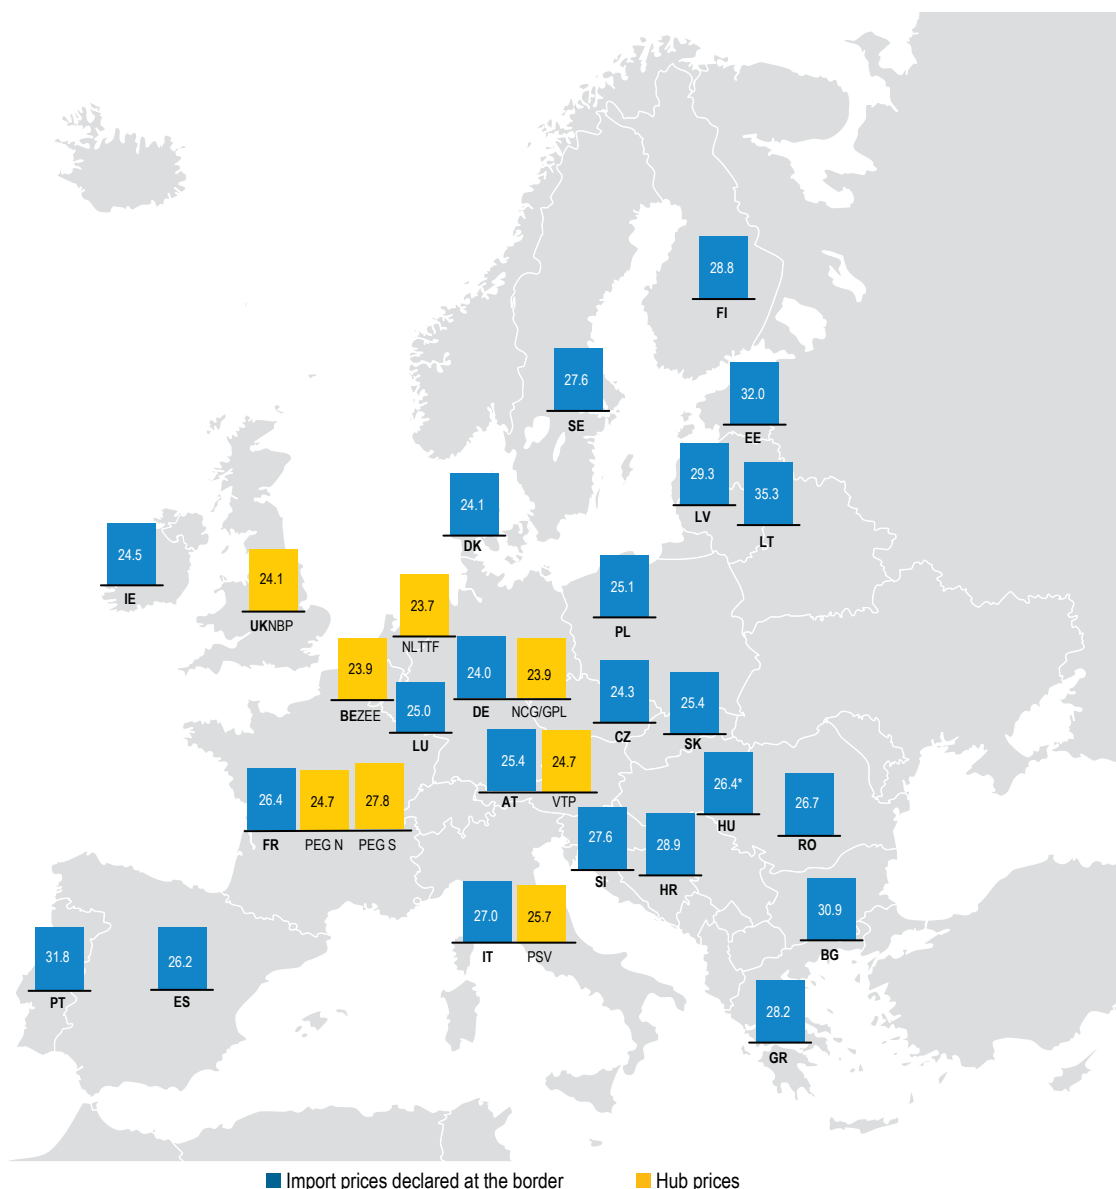 28.8
FI
27.6
SE
32.0
EE
29.3
LV
35.3
LT
24.1
DK
24.5
IE
24.1
UKNBP
25.1
PL
23.7
NLTTF
23.9
BEZEE
24.0 23.9
DE NCG/GPL
25.0
LU
24.3
CZ
25.4
SK
25.4 24.7
AT VTP
26.4 24.7 27.8
FR PEG N PEG S
26.4*
HU
26.7
RO
27.6
SI
28.9
HR
27.0 25.7
IT PSV
30.9
BG
31.8
PT
26.2
ES
28.2
GR
Import prices declared at the border Hub prices